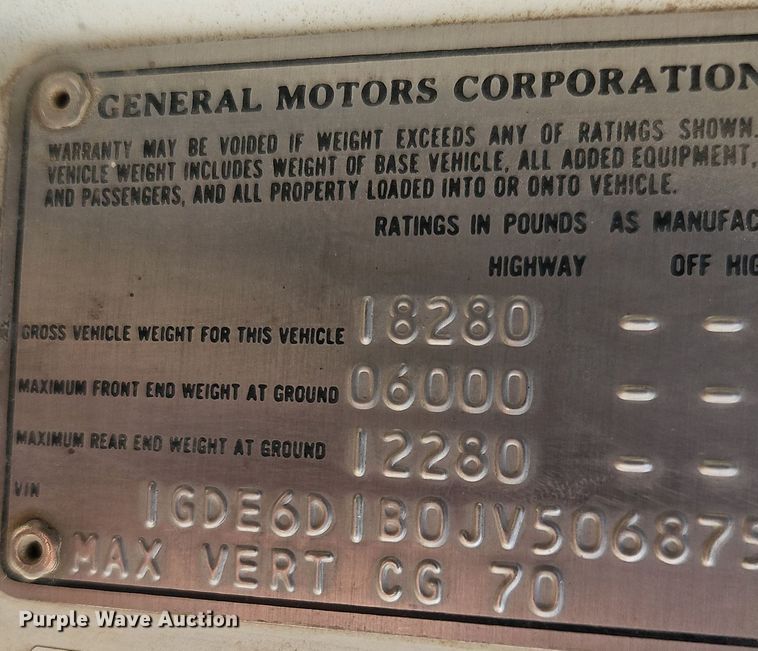 GENERAL MOTORS CORPORATION
WARRANTY MAY BE VOIDED IF WEIGHT EXCEEDS ANY OF RATINGS SHOWN.
VEHICLE WEIGHT INCLUDES WEIGHT OF BASE VEHICLE, ALL ADDED EQUIPMENT,
AND PASSENGERS, AND ALL PROPERTY LOADED INTO OR ONTO VEHICLE.
RATINGS IN POUNDS AS MANUFAC
HIGHWAY OFF HIG
GROSS VEHICLE WEIGHT FOR THIS VEHICLE 18280 - -
MAXIMUM FRONT END WEIGHT AT GROUND 06000 - -
MAXIMUM REAR END WEIGHT AT GROUND 12280 - -
VIN 1GDE6D1B0JV506875
MAX VERT CG 70
Purple Wave Auction